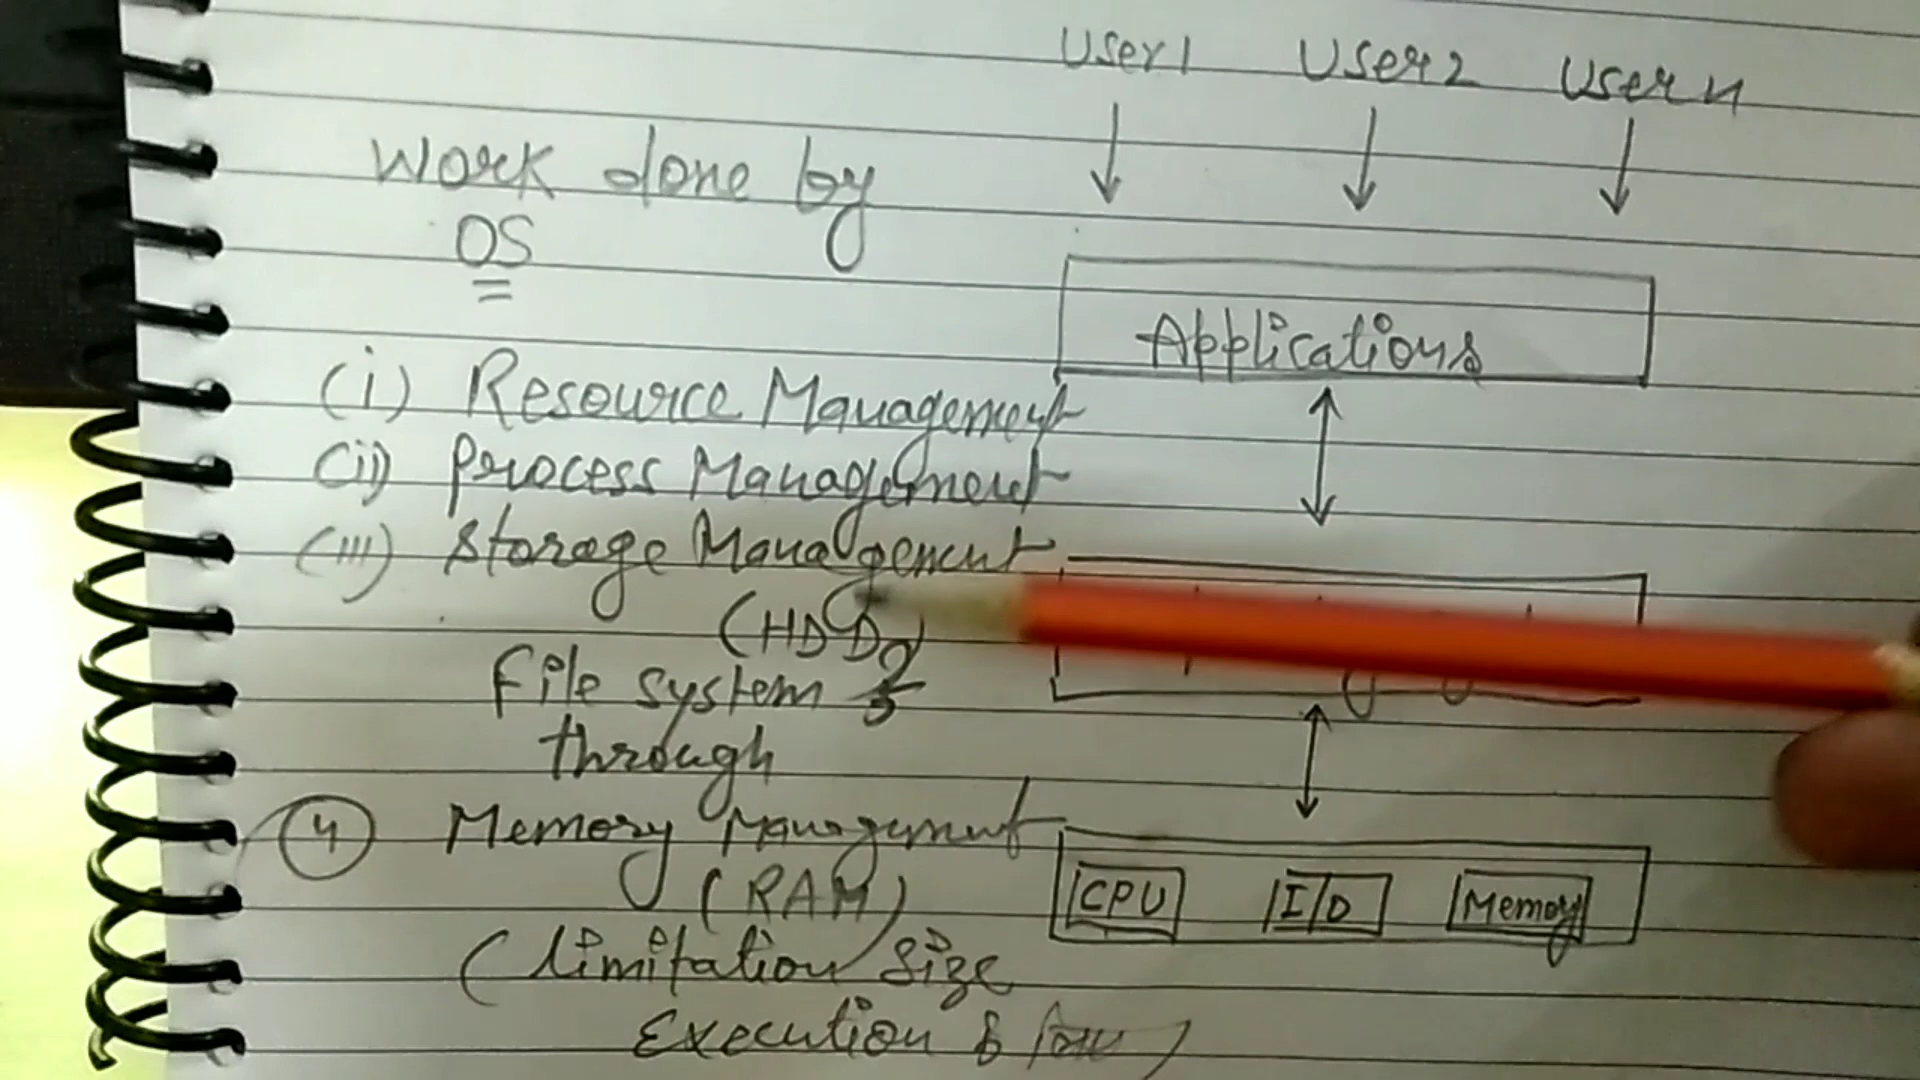 User1 User2 User n
Work done by
OS
Applications
(i) Resource Management
(ii) Process Management
(iii) Storage Management
(HDD)
File system
through
4 Memory Management
(RAM)
CPU I/O Memory
(limitation size
Execution &